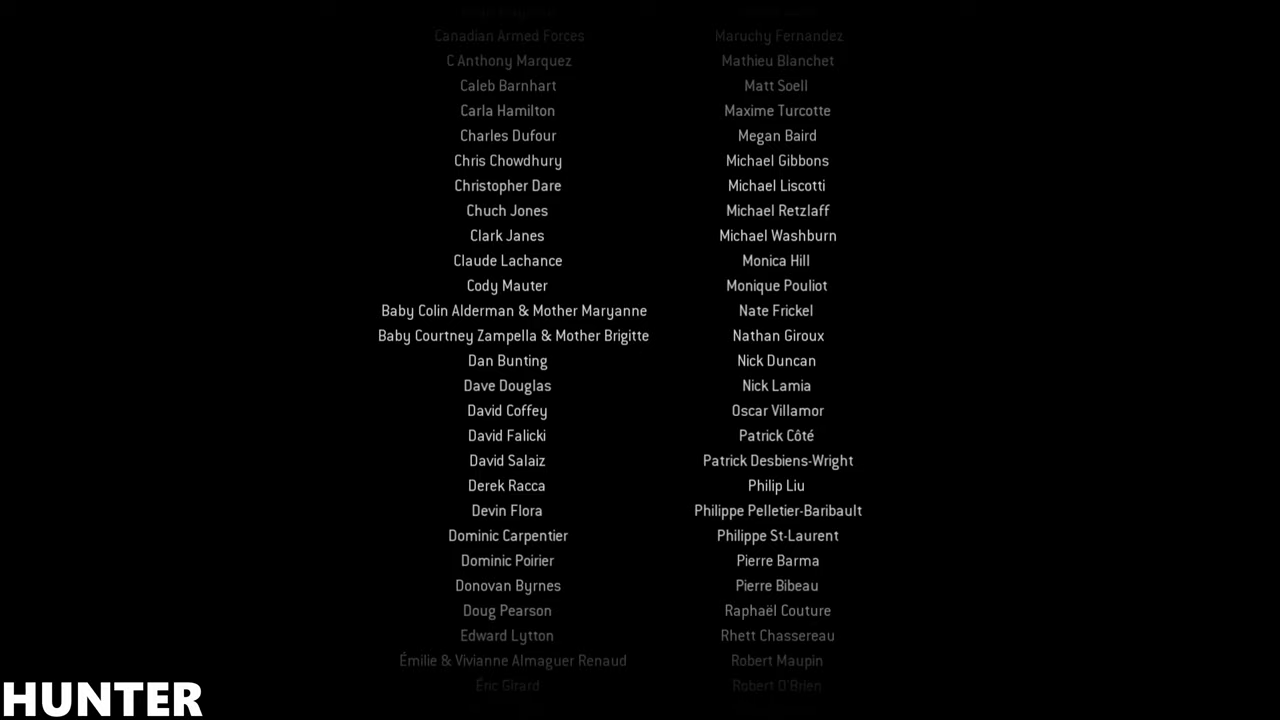 Canadian Armed Forces
C Anthony Marquez
Caleb Barnhart
Carla Hamilton
Charles Dufour
Chris Chowdhury
Christopher Dare
Chuch Jones
Clark Janes
Claude Lachance
Cody Mauter
Baby Colin Alderman & Mother Maryanne
Baby Courtney Zampella & Mother Brigitte
Dan Bunting
Dave Douglas
David Coffey
David Falicki
David Salaiz
Derek Racca
Devin Flora
Dominic Carpentier
Dominic Poirier
Donovan Byrnes
Doug Pearson
Edward Lytton
Émilie & Vivianne Almaguer Renaud
Éric Girard
Maruchy Fernandez
Mathieu Blanchet
Matt Soell
Maxime Turcotte
Megan Baird
Michael Gibbons
Michael Liscotti
Michael Retzlaff
Michael Washburn
Monica Hill
Monique Pouliot
Nate Frickel
Nathan Giroux
Nick Duncan
Nick Lamia
Oscar Villamor
Patrick Côté
Patrick Desbiens-Wright
Philip Liu
Philippe Pelletier-Baribault
Philippe St-Laurent
Pierre Barma
Pierre Bibeau
Raphaël Couture
Rhett Chassereau
Robert Maupin
Robert O'Brien
HUNTER